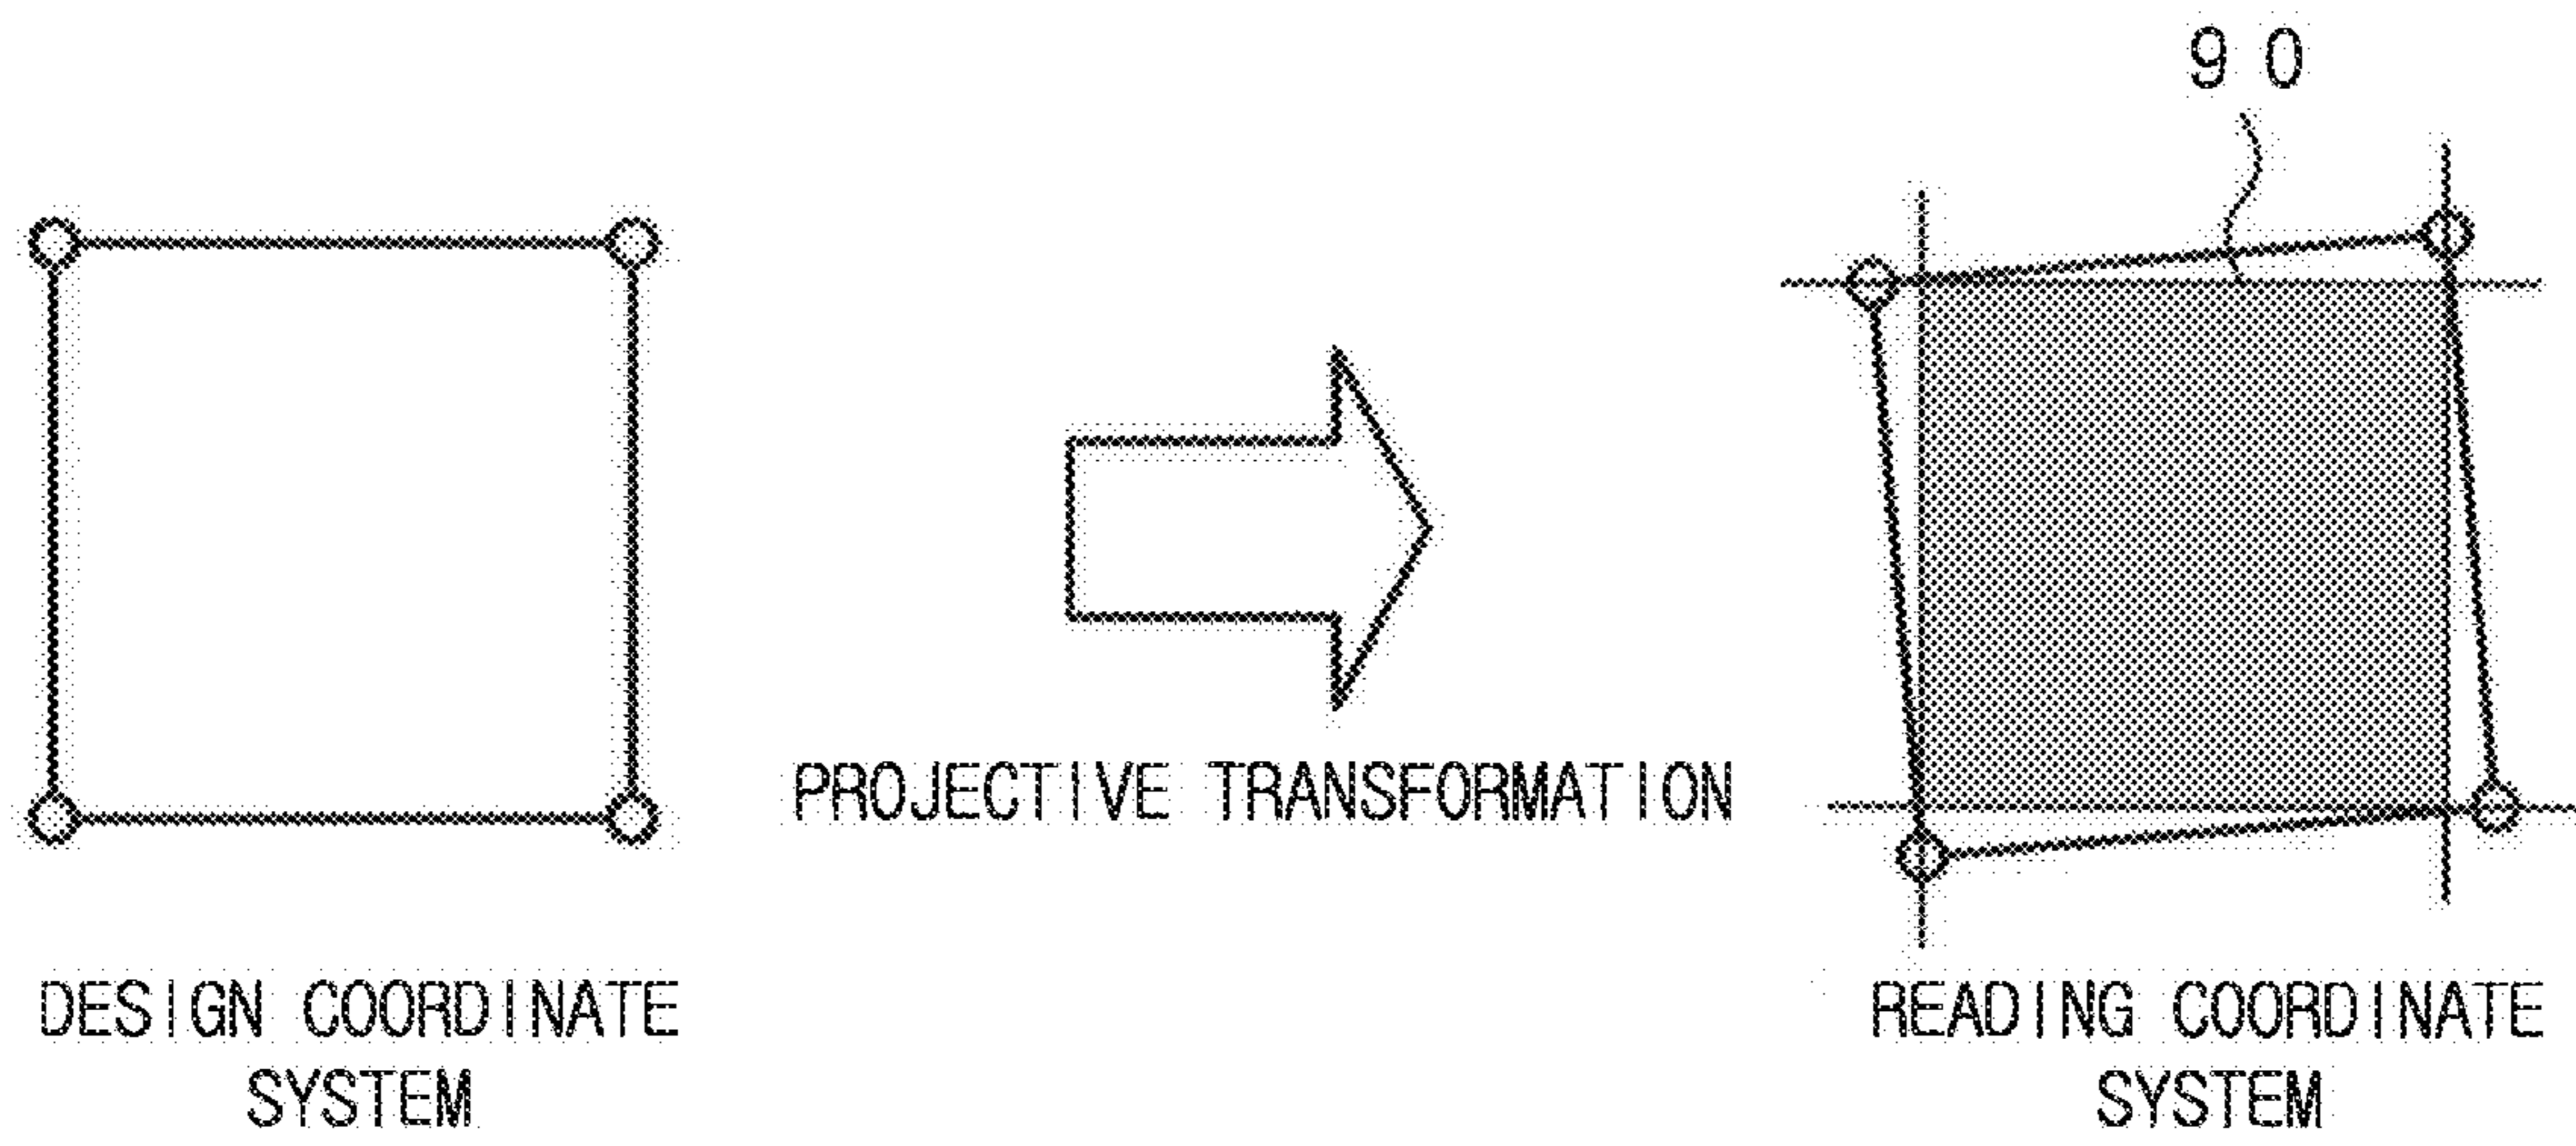 90
PROJECTIVE TRANSFORMATION
DESIGN COORDINATE
SYSTEM
READING COORDINATE
SYSTEM